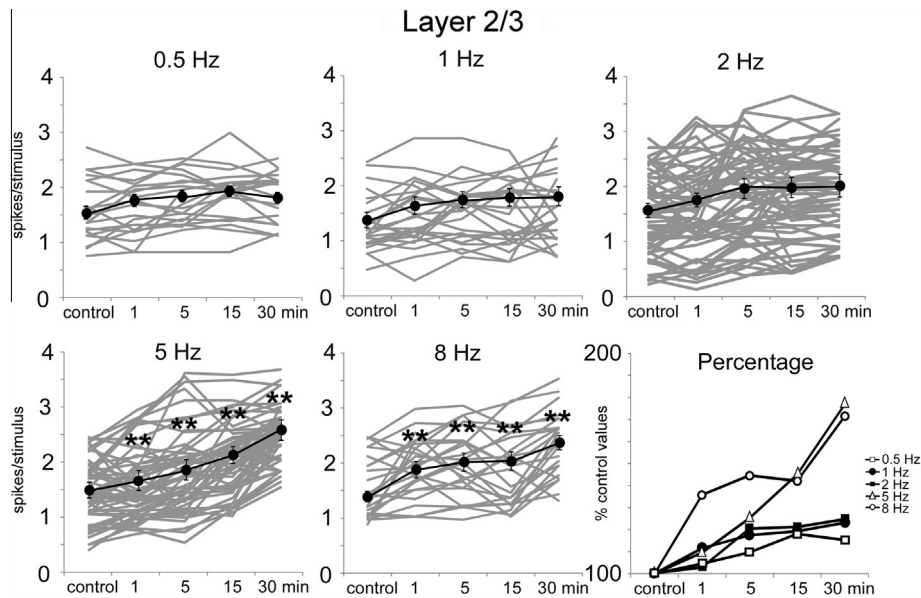 Layer 2/3
0.5 Hz
1 Hz
2 Hz
4
3
2
1
0
spikes/stimulus
control 1 5 15 30 min
4
3
2
1
0
control 1 5 15 30 min
4
3
2
1
0
control 1 5 15 30 min
5 Hz
8 Hz
Percentage
4
3
2
1
0
spikes/stimulus
** ** ** **
control 1 5 15 30 min
4
3
2
1
0
** ** ** **
control 1 5 15 30 min
200
100
% control values
control 1 5 15 30 min
0.5 Hz
1 Hz
2 Hz
5 Hz
8 Hz